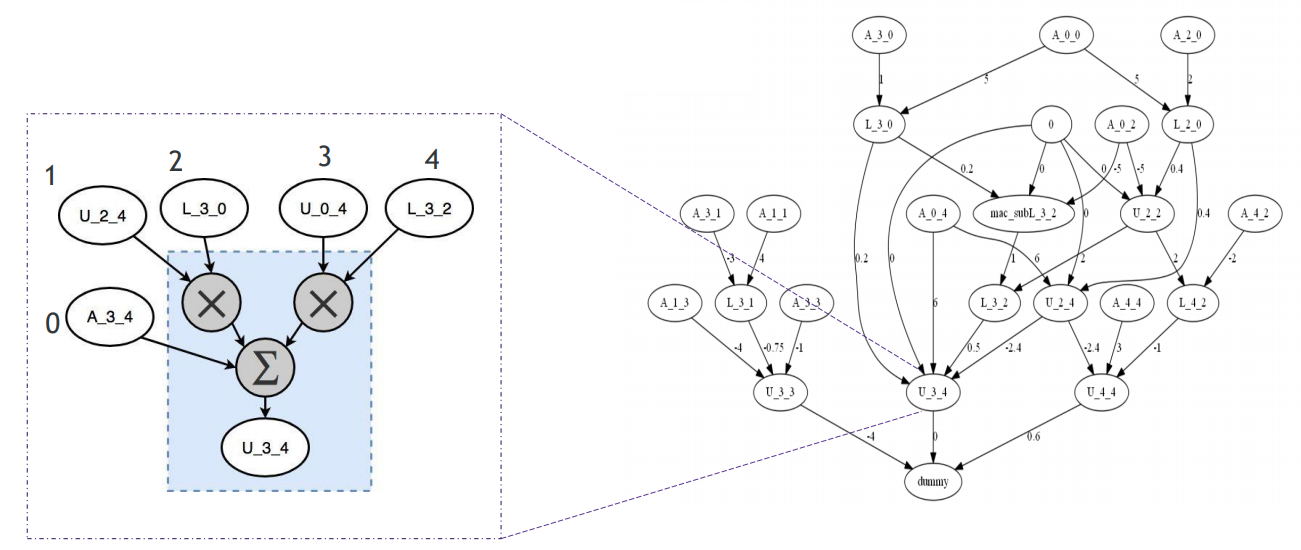 1
2
3
4
U_2_4
L_3_0
U_0_4
L_3_2
0
A_3_4
×
×
Σ
U_3_4
A_3_0
A_0_0
A_2_0
1
5
5
2
L_3_0
0
A_0_2
L_2_0
0.2
0
0
-5
-5
0.4
A_3_1
A_1_1
A_0_4
mac_subL_3_2
U_2_2
A_4_2
0.4
0
-3
4
0.2
0
1
6
2
2
-2
A_1_3
L_3_1
A_3_3
L_3_2
U_2_4
A_4_4
L_4_2
6
-4
-0.75
-1
0.5
-2.4
-2.4
3
-1
U_3_3
U_3_4
U_4_4
-4
0
0.6
dummy